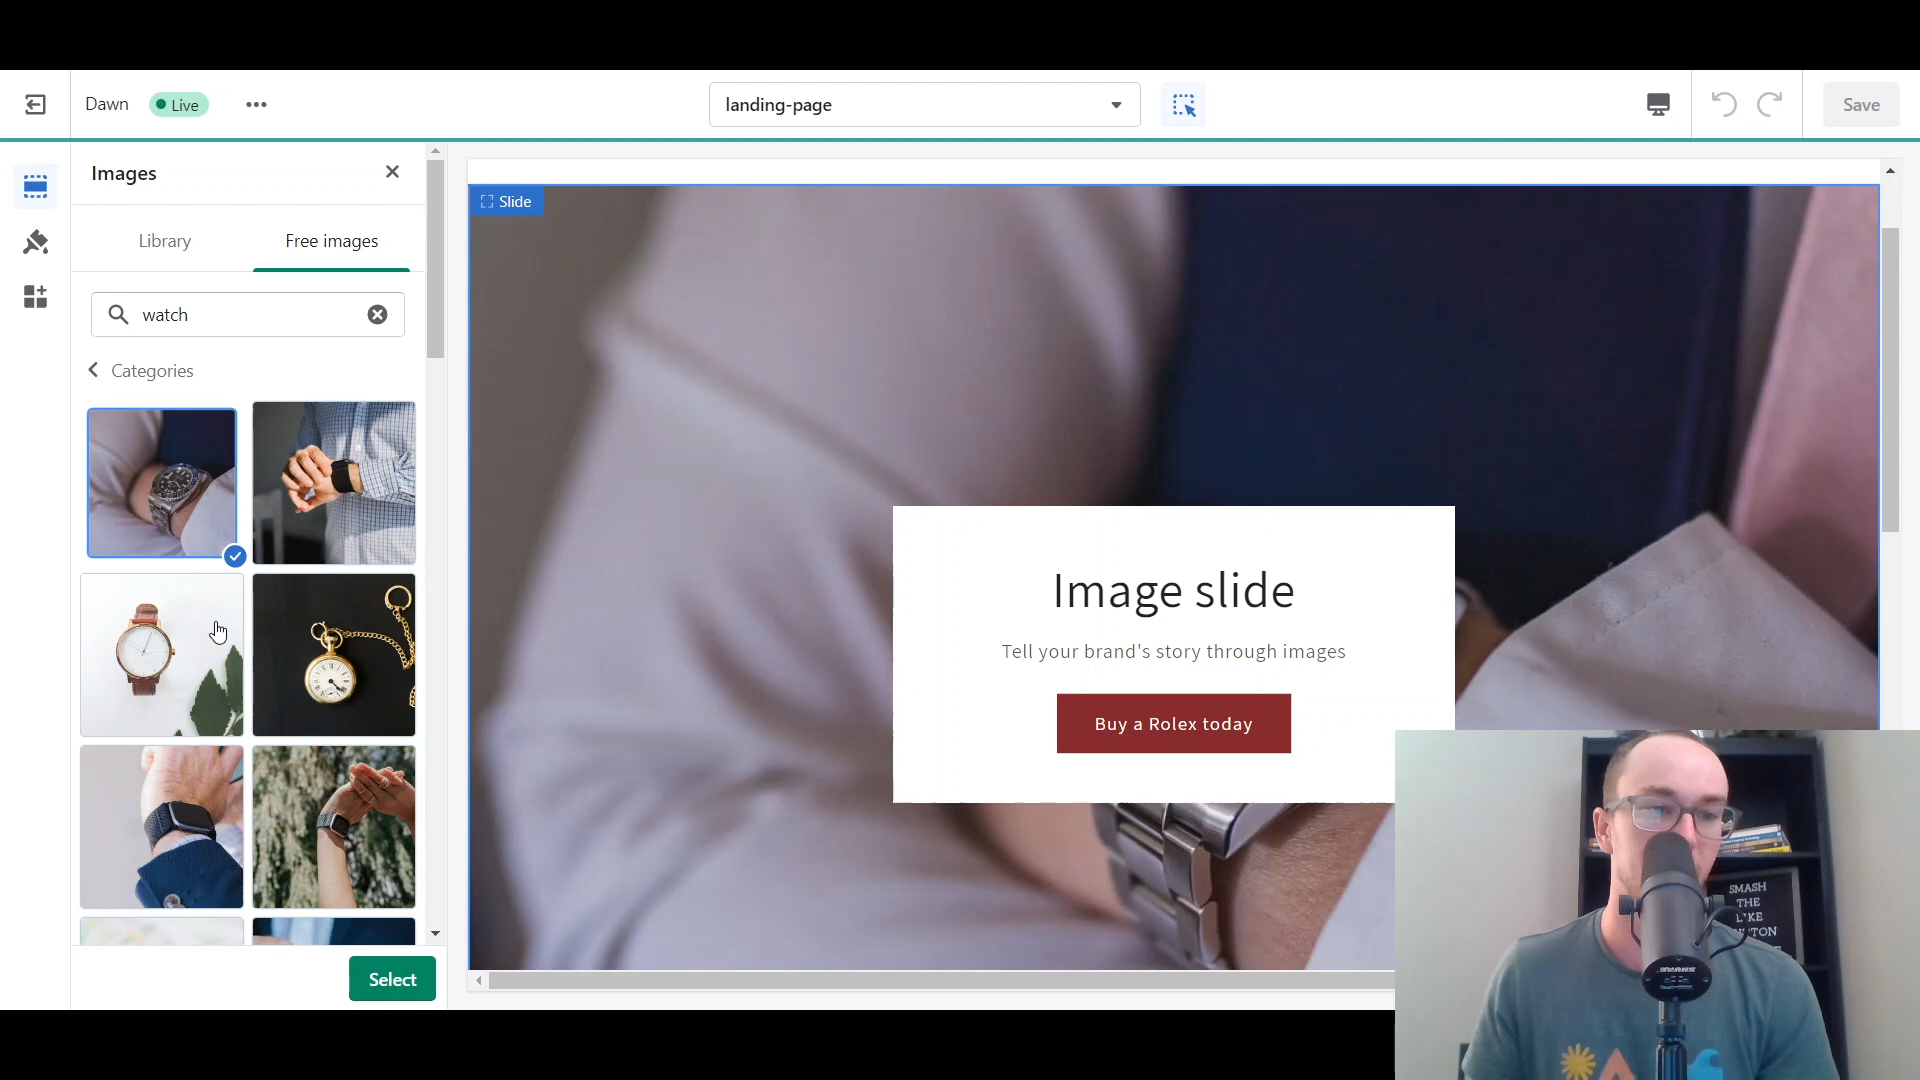 Dawn
Live
landing-page
Save
Images
Library
Free images
watch
Categories
Select
Slide
Image slide
Tell your brand's story through images
Buy a Rolex today
SMASH
THE
SHURE